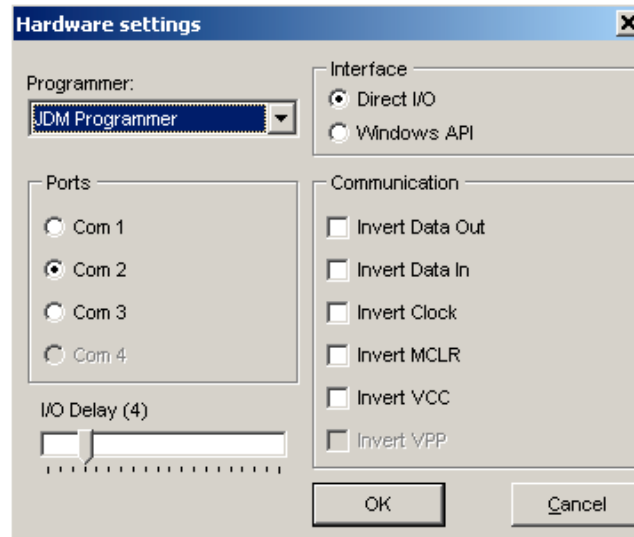 Hardware settings
Programmer:
JDM Programmer
Interface
Direct I/O
Windows API
Ports
Com 1
Com 2
Com 3
Com 4
Communication
Invert Data Out
Invert Data In
Invert Clock
Invert MCLR
Invert VCC
Invert VPP
I/O Delay (4)
OK
Cancel